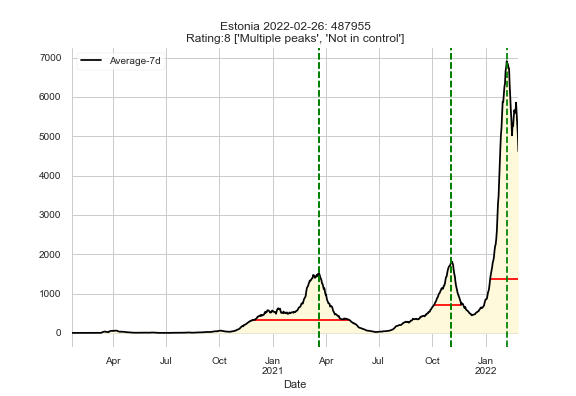 Estonia 2022-02-26: 487955
Rating:8 ['Multiple peaks', 'Not in control']
Average-7d
7000
6000
5000
4000
3000
2000
1000
0
Apr Jul Oct Jan Apr Jul Oct Jan
2021 2022
Date